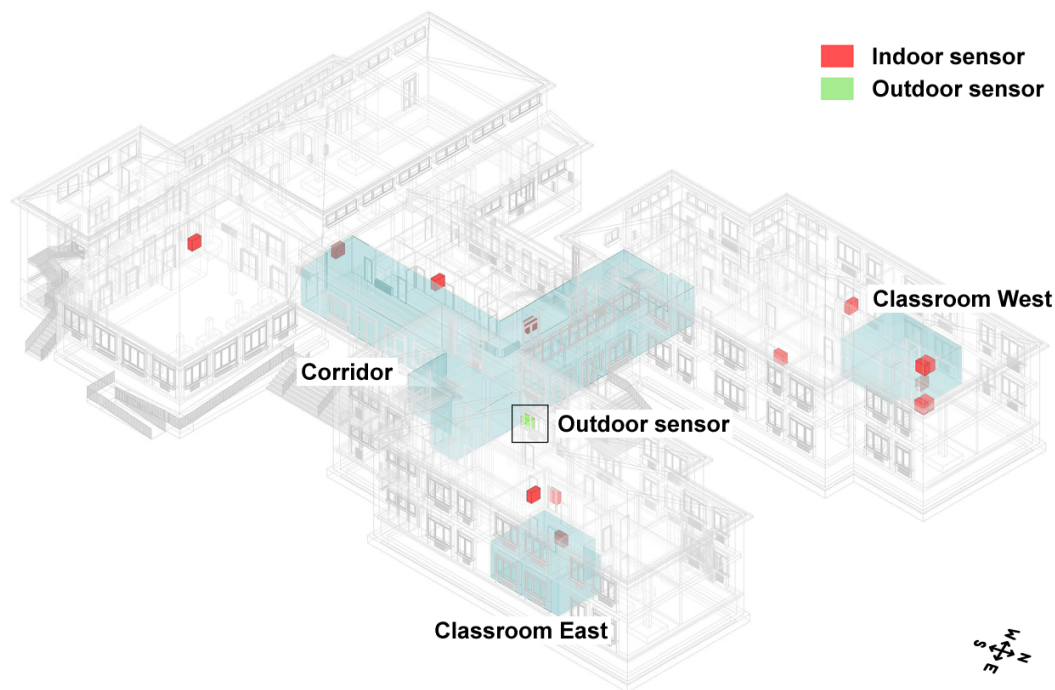 Indoor sensor
Outdoor sensor
Classroom West
Corridor
Outdoor sensor
Classroom East
W
S
N
E